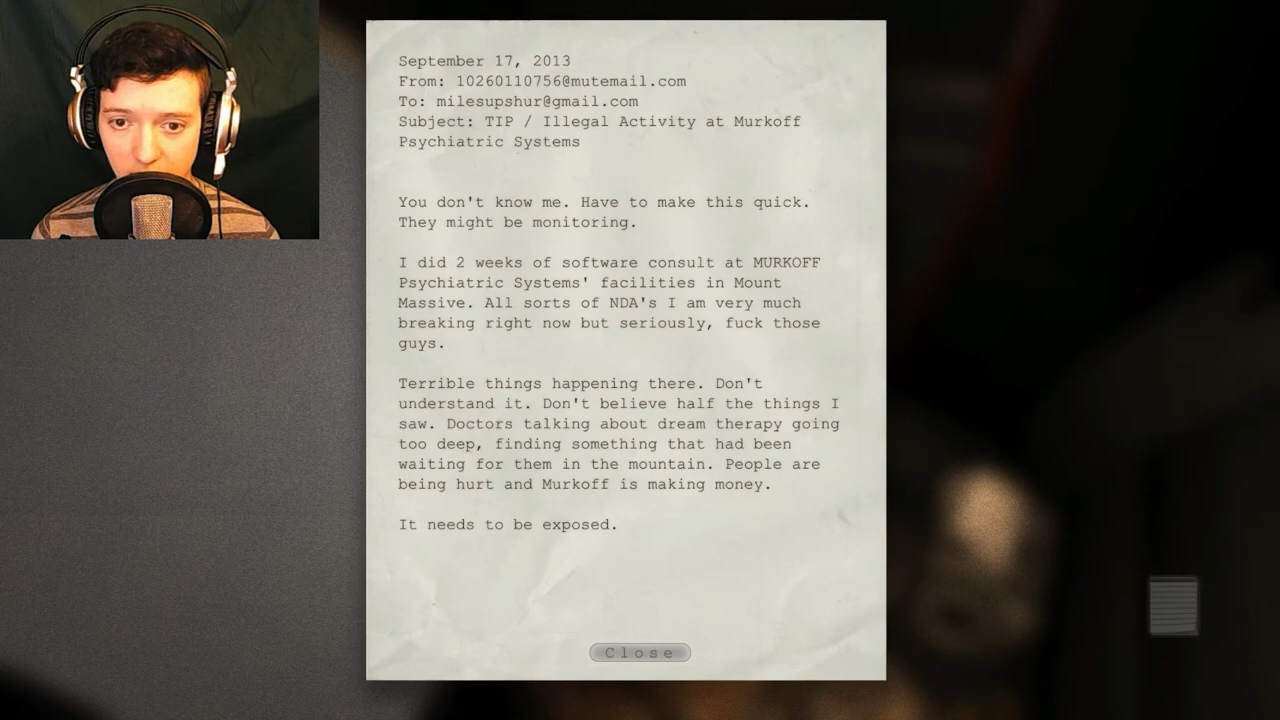 September 17, 2013
From: 10260110756@mutemail.com
To: milesupshur@gmail.com
Subject: TIP / Illegal Activity at Murkoff
Psychiatric Systems
You don't know me. Have to make this quick.
They might be monitoring.
I did 2 weeks of software consult at MURKOFF
Psychiatric Systems' facilities in Mount
Massive. All sorts of NDA's I am very much
breaking right now but seriously, fuck those
guys.
Terrible things happening there. Don't
understand it. Don't believe half the things I
saw. Doctors talking about dream therapy going
too deep, finding something that had been
waiting for them in the mountain. People are
being hurt and Murkoff is making money.
It needs to be exposed.
Close